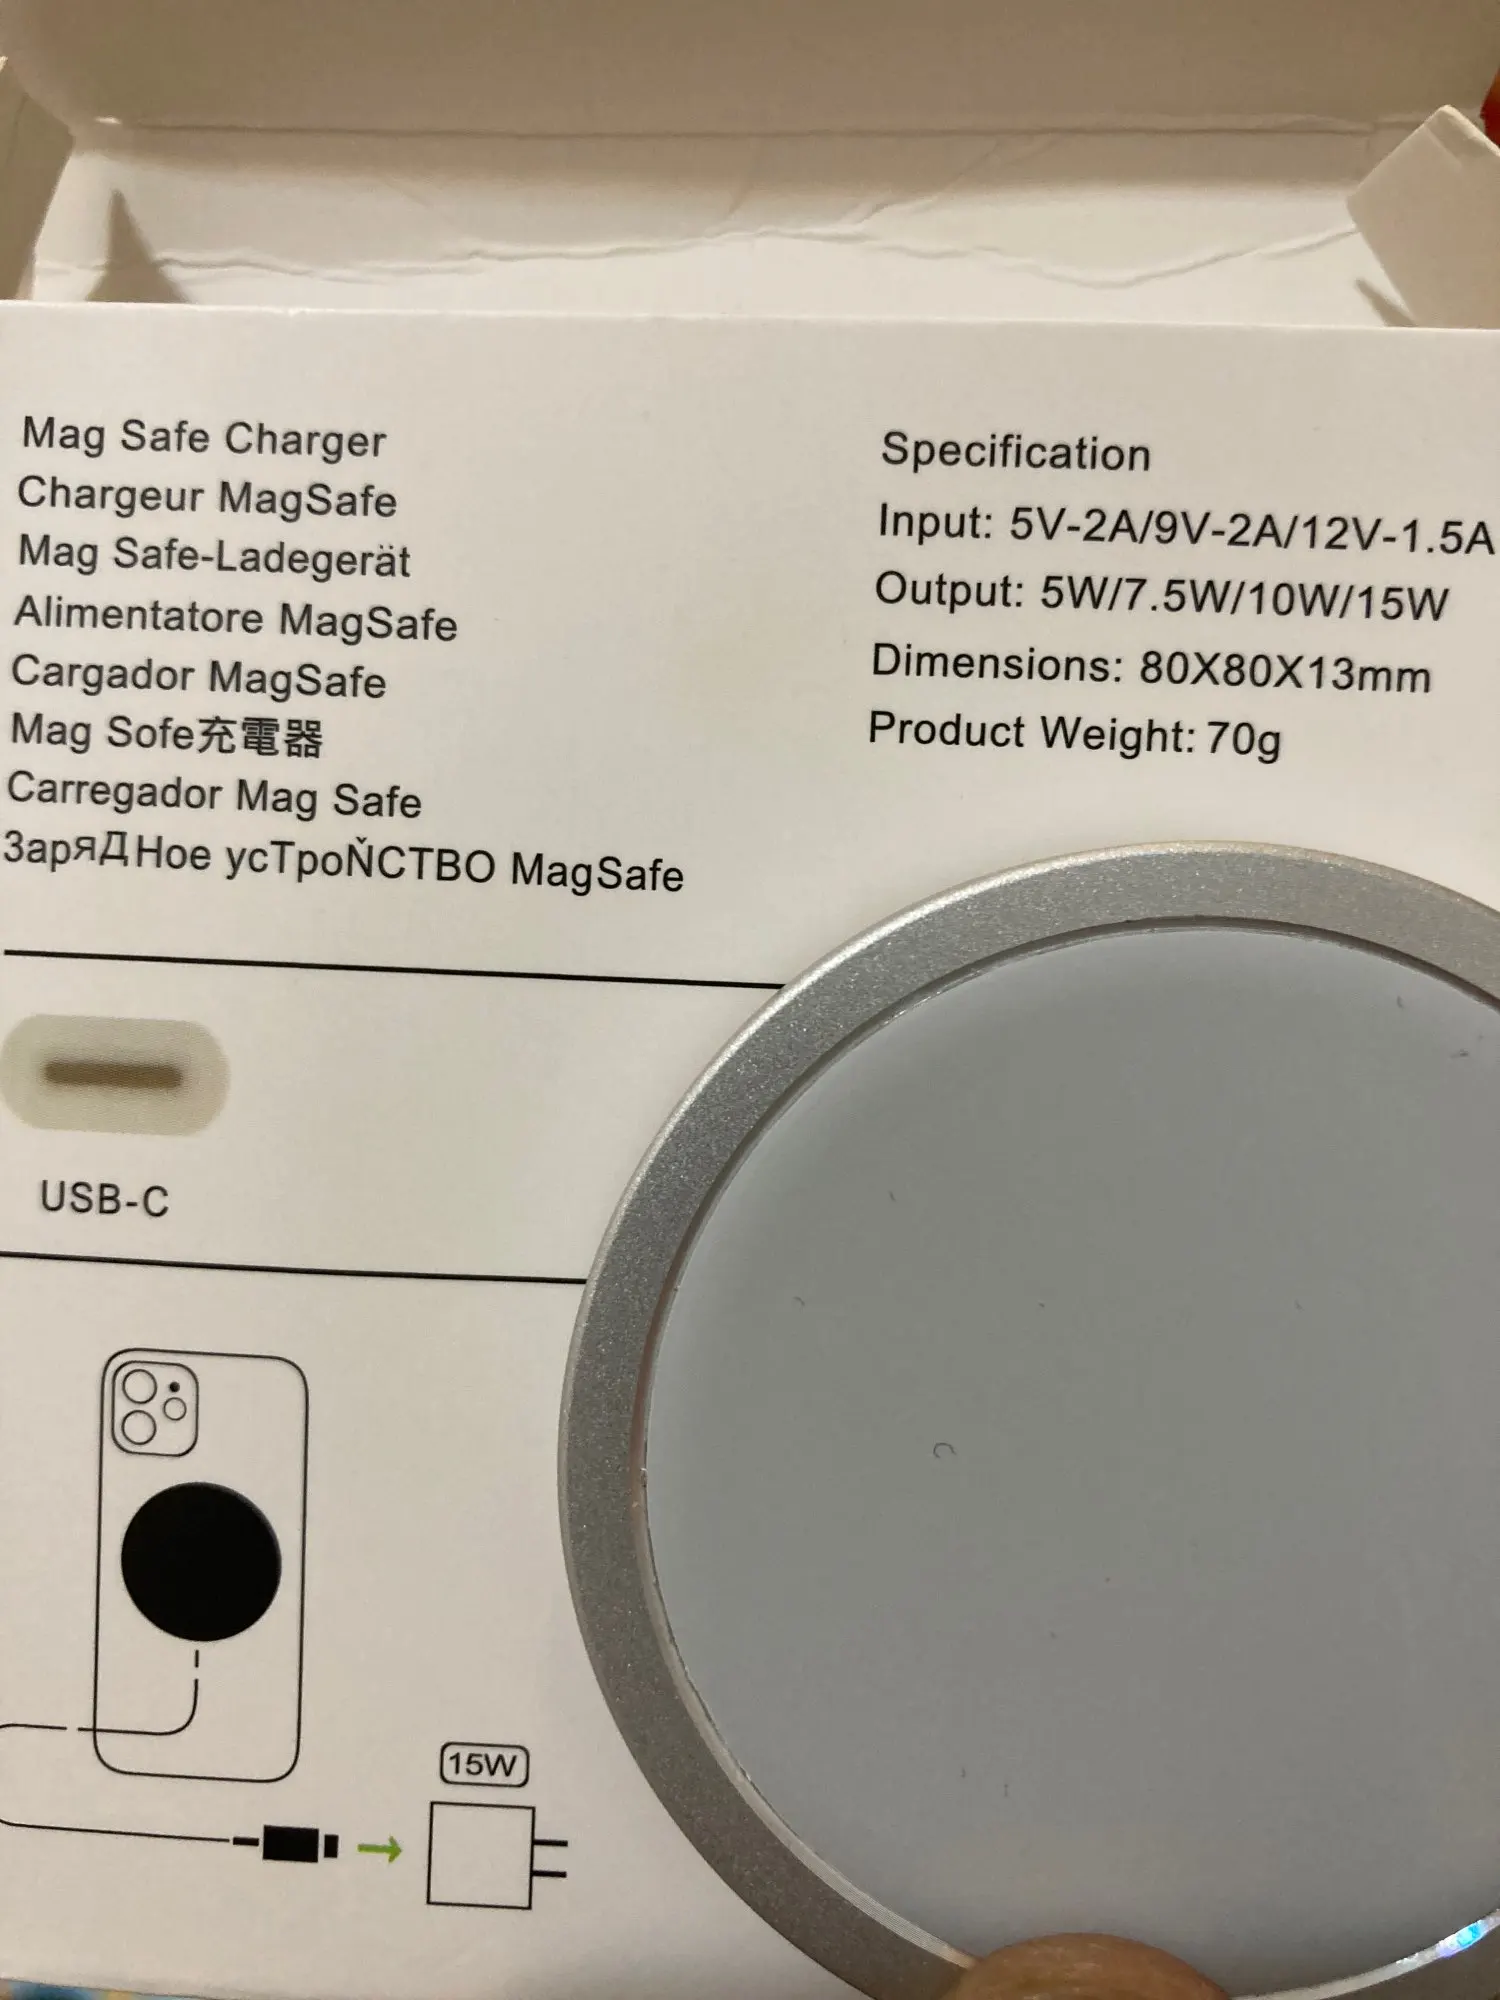 Mag Safe Charger
Chargeur MagSafe
Mag Safe-Ladegerät
Alimentatore MagSafe
Cargador MagSafe
Mag Sofe充電器
Carregador Mag Safe
ЗарЯДНое усТроЇСТВО MagSafe
Specification
Input: 5V-2A/9V-2A/12V-1.5A
Output: 5W/7.5W/10W/15W
Dimensions: 80X80X13mm
Product Weight: 70g
USB-C
15W